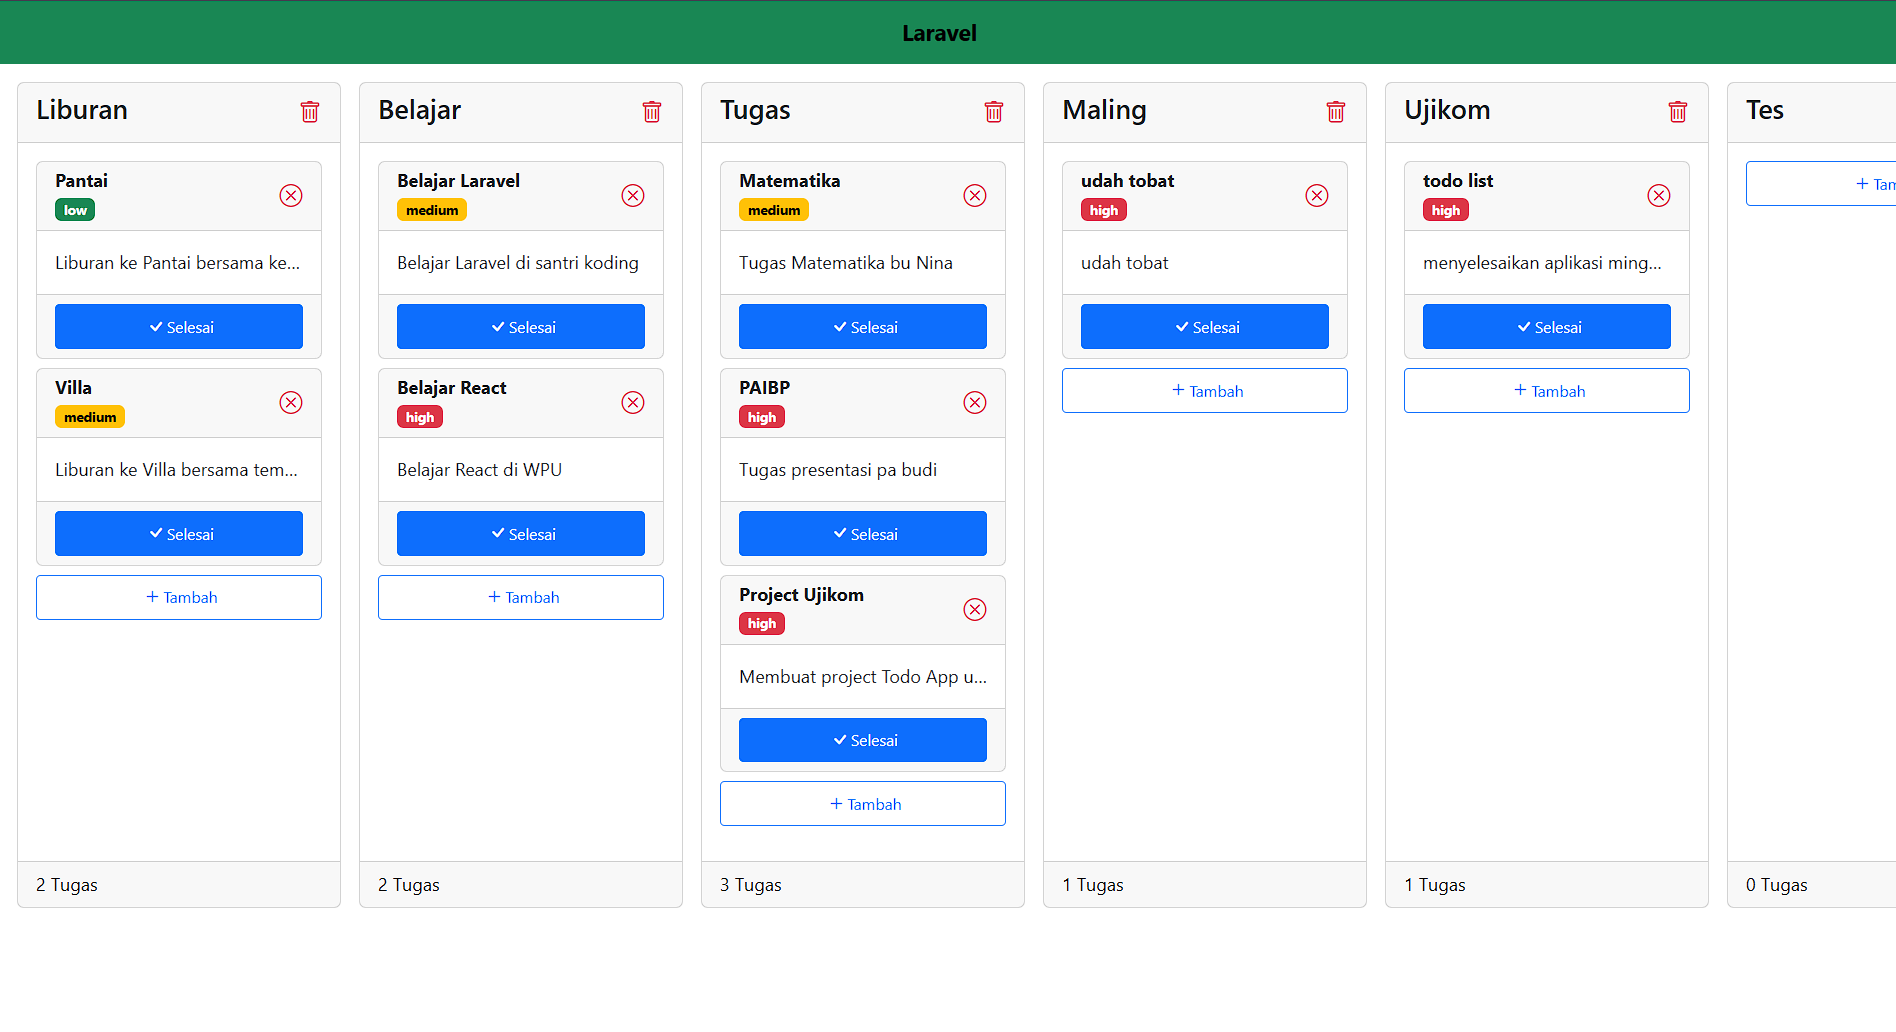 Laravel
Liburan
Pantai
low
Liburan ke Pantai bersama ke...
Selesai
Villa
medium
Liburan ke Villa bersama tem...
Selesai
Tambah
2 Tugas
Belajar
Belajar Laravel
medium
Belajar Laravel di santri koding
Selesai
Belajar React
high
Belajar React di WPU
Selesai
Tambah
2 Tugas
Tugas
Matematika
medium
Tugas Matematika bu Nina
Selesai
PAIBP
high
Tugas presentasi pa budi
Selesai
Project Ujikom
high
Membuat project Todo App u...
Selesai
Tambah
3 Tugas
Maling
udah tobat
high
udah tobat
Selesai
Tambah
1 Tugas
Ujikom
todo list
high
menyelesaikan aplikasi ming...
Selesai
Tambah
1 Tugas
Tes
Tam
0 Tugas